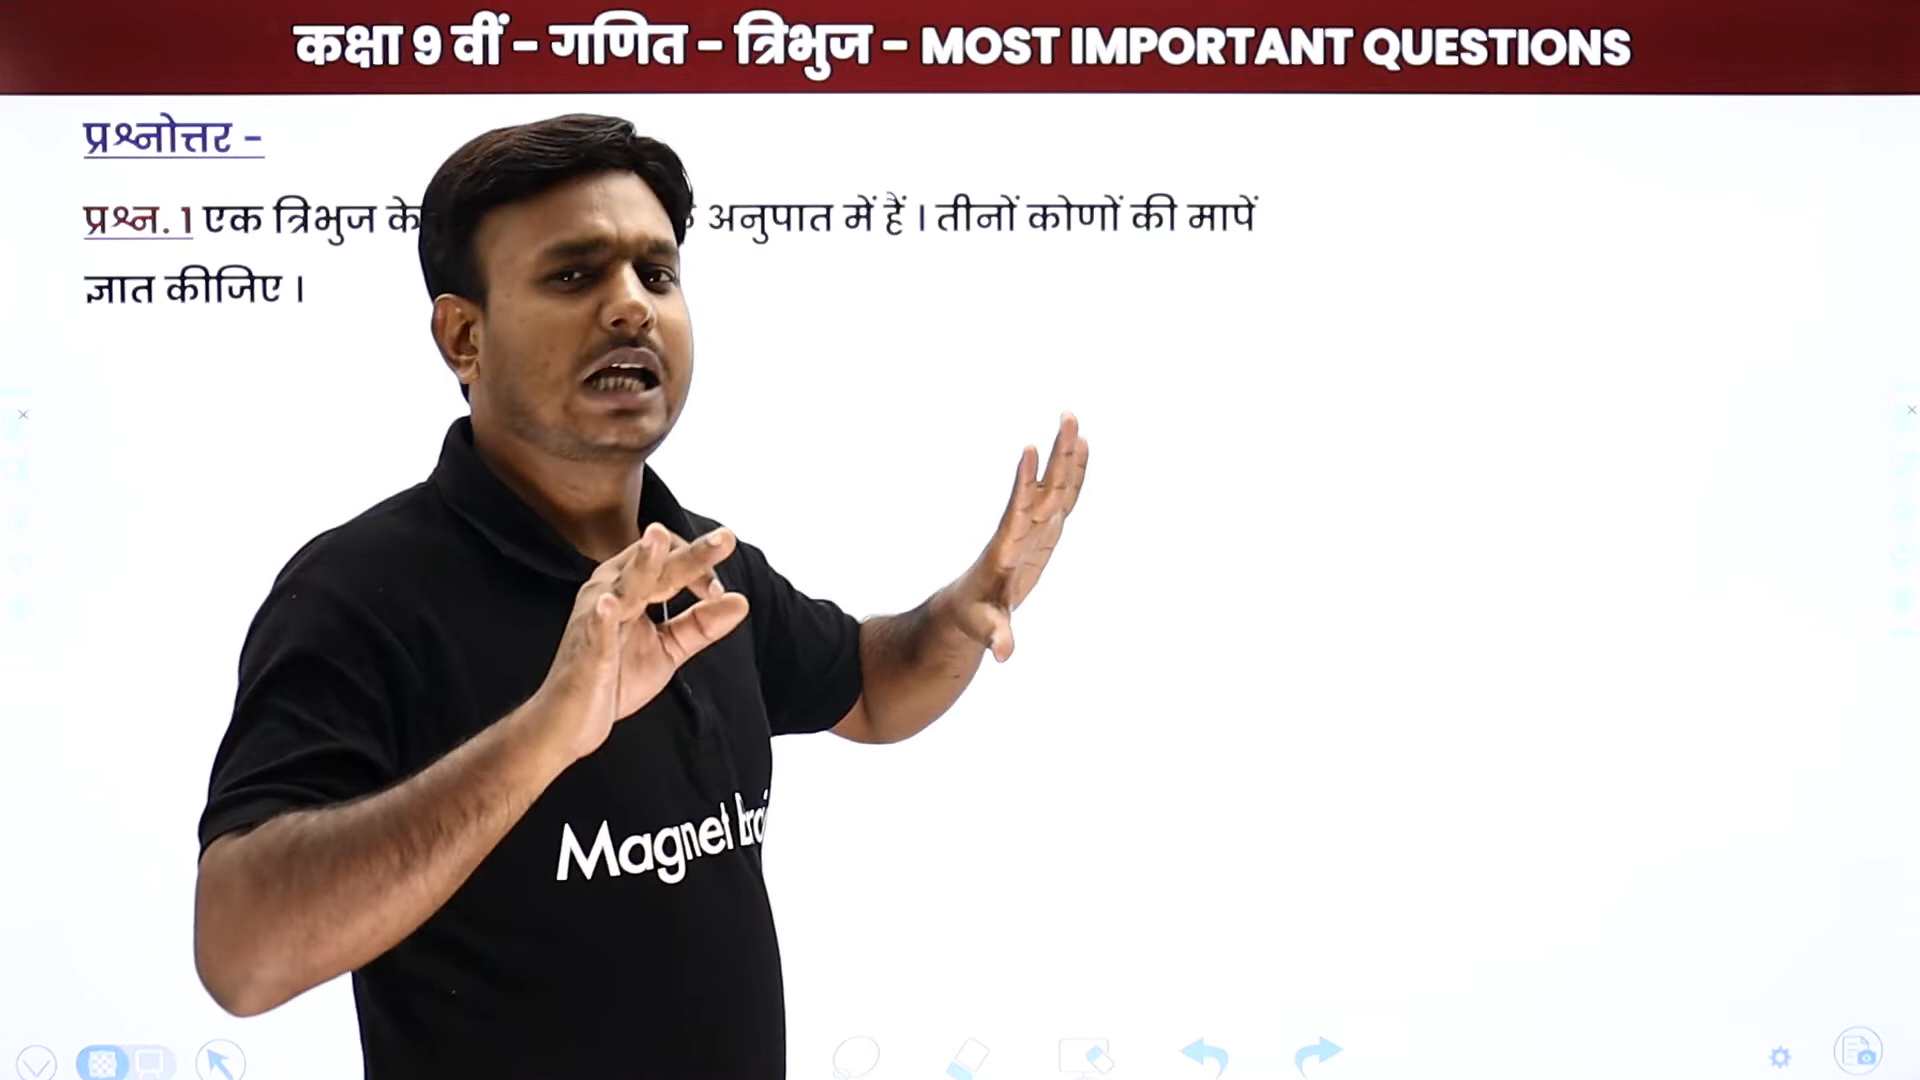 कक्षा 9 वीं - गणित - त्रिभुज - MOST IMPORTANT QUESTIONS
प्रश्नोत्तर -
प्रश्न. 1 एक त्रिभुज के अनुपात में हैं । तीनों कोणों की मापें
ज्ञात कीजिए ।
Magnet